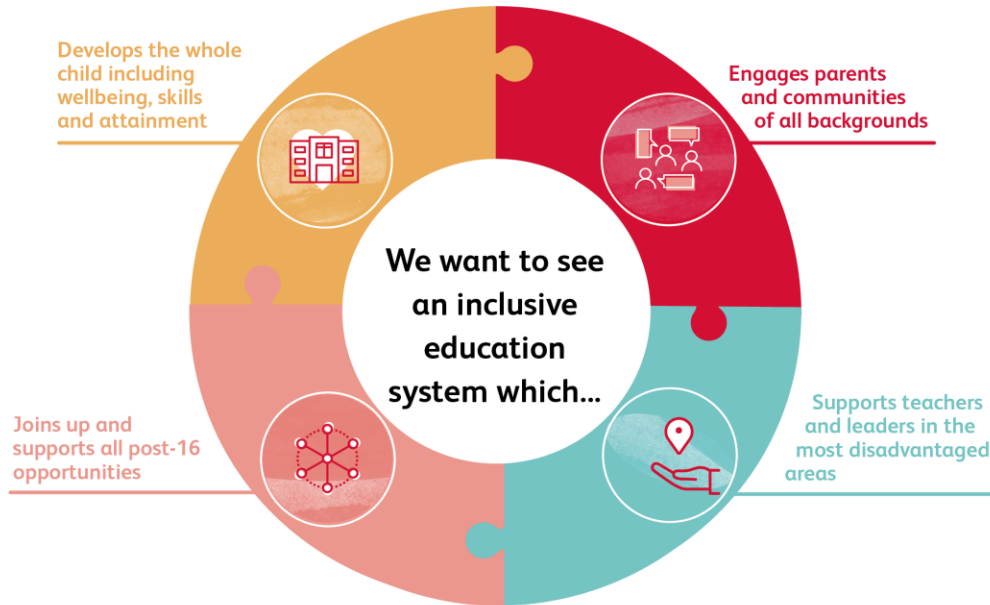 Develops the whole
child including
wellbeing, skills
and attainment
Engages parents
and communities
of all backgrounds
We want to see
an inclusive
education
system which...
Joins up and
supports all post-16
opportunities
Supports teachers
and leaders in the
most disadvantaged
areas